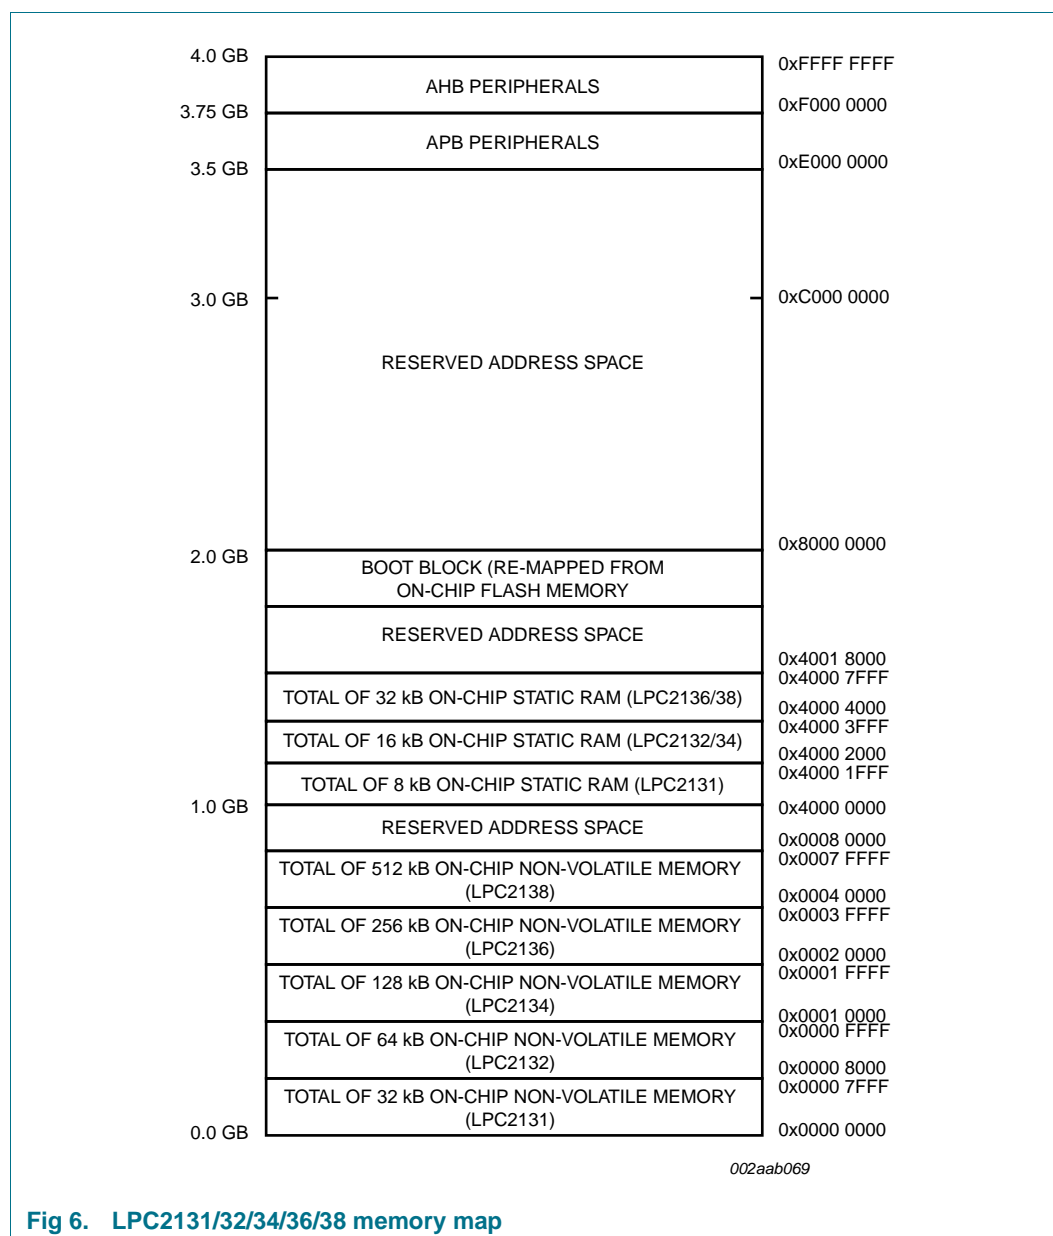 4.0 GB
0xFFFF FFFF
AHB PERIPHERALS
3.75 GB
0xF000 0000
APB PERIPHERALS
3.5 GB
0xE000 0000
3.0 GB
0xC000 0000
RESERVED ADDRESS SPACE
2.0 GB
0x8000 0000
BOOT BLOCK (RE-MAPPED FROM
ON-CHIP FLASH MEMORY
RESERVED ADDRESS SPACE
0x4001 8000
0x4000 7FFF
TOTAL OF 32 kB ON-CHIP STATIC RAM (LPC2136/38)
0x4000 4000
0x4000 3FFF
TOTAL OF 16 kB ON-CHIP STATIC RAM (LPC2132/34)
0x4000 2000
0x4000 1FFF
TOTAL OF 8 kB ON-CHIP STATIC RAM (LPC2131)
1.0 GB
0x4000 0000
RESERVED ADDRESS SPACE
0x0008 0000
0x0007 FFFF
TOTAL OF 512 kB ON-CHIP NON-VOLATILE MEMORY
(LPC2138)
0x0004 0000
0x0003 FFFF
TOTAL OF 256 kB ON-CHIP NON-VOLATILE MEMORY
(LPC2136)
0x0002 0000
0x0001 FFFF
TOTAL OF 128 kB ON-CHIP NON-VOLATILE MEMORY
(LPC2134)
0x0001 0000
0x0000 FFFF
TOTAL OF 64 kB ON-CHIP NON-VOLATILE MEMORY
(LPC2132)
0x0000 8000
0x0000 7FFF
TOTAL OF 32 kB ON-CHIP NON-VOLATILE MEMORY
(LPC2131)
0.0 GB
0x0000 0000
002aab069
Fig 6. LPC2131/32/34/36/38 memory map